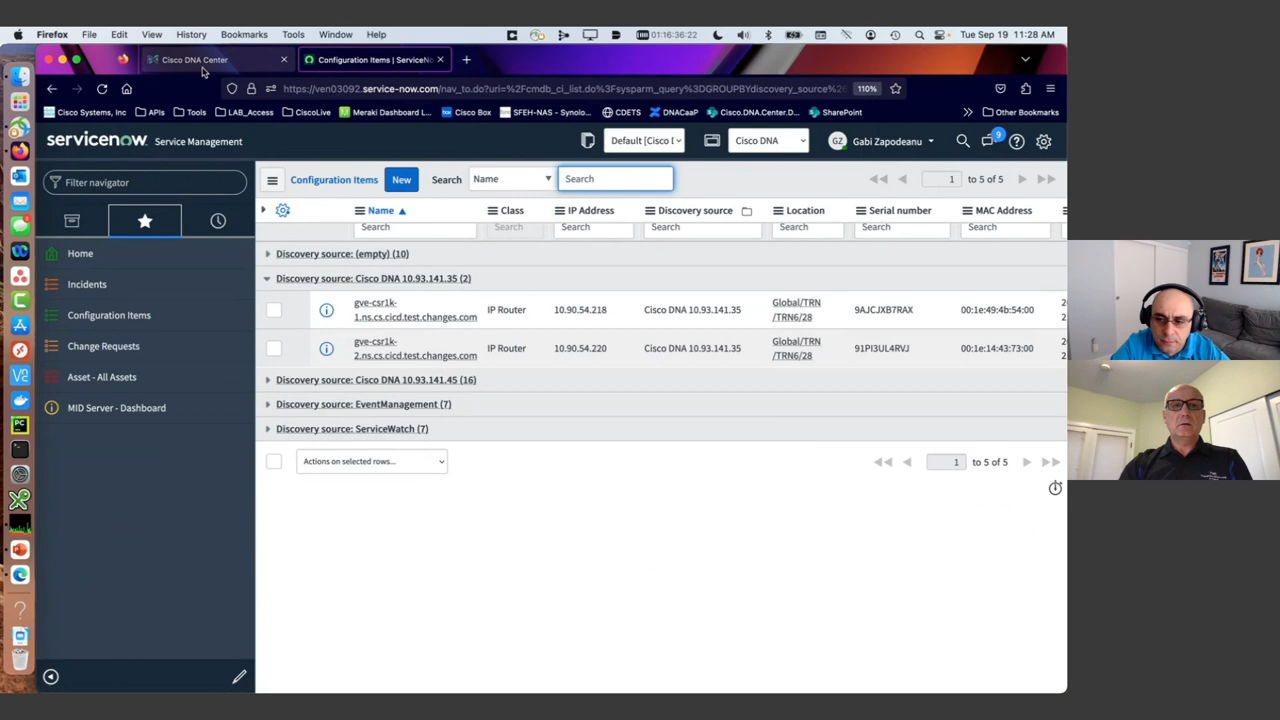 Firefox File Edit View History Bookmarks Tools Window Help 01:16:36:22 Tue Sep 19 11:28 AM
Cisco DNA Center
Configuration Items | ServiceNo
https://ven03092.service-now.com/nav_to.do?uri=%2Fcmdb_ci_list.do%3Fsysparm_query%3DGROUPBYdiscovery_source%26 110%
Cisco Systems, Inc APIs Tools LAB_Access CiscoLive Meraki Dashboard L... Cisco Box SFEH-NAS - Synolo... CDETS DNACaaP Cisco.DNA.Center.D... SharePoint Other Bookmarks
servicenow. Service Management
Default [Cisco D
Cisco DNA
GZ Gabi Zapodeanu
9
Filter navigator
Home
Incidents
Configuration Items
Change Requests
Asset - All Assets
MID Server - Dashboard
Configuration Items New Search Name Search 1 to 5 of 5
Name Class IP Address Discovery source Location Serial number MAC Address
Search Search Search Search Search Search Search
Discovery source: (empty) (10)
Discovery source: Cisco DNA 10.93.141.35 (2)
gve-csr1k-
1.ns.cs.cicd.test.changes.com IP Router 10.90.54.218 Cisco DNA 10.93.141.35 Global/TRN
/TRN6/28 9AJCJXB7RAX 00:1e:49:4b:54:00
gve-csr1k-
2.ns.cs.cicd.test.changes.com IP Router 10.90.54.220 Cisco DNA 10.93.141.35 Global/TRN
/TRN6/28 91PI3UL4RVJ 00:1e:14:43:73:00
Discovery source: Cisco DNA 10.93.141.45 (16)
Discovery source: EventManagement (7)
Discovery source: ServiceWatch (7)
Actions on selected rows... 1 to 5 of 5